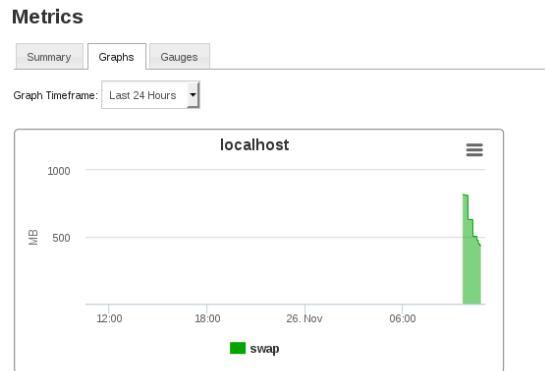 Metrics
Summary Graphs Gauges
Graph Timeframe: Last 24 Hours
localhost
1000
MB
500
12:00 18:00 26. Nov 06:00
swap